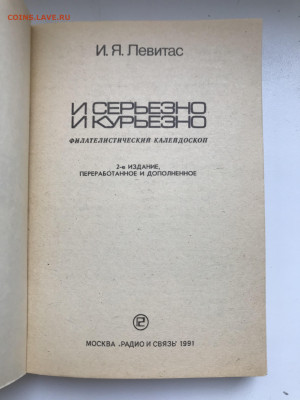 COINS.LAVE.RU
И. Я. Левитас
И СЕРЬЕЗНО
И КУРЬЕЗНО
ФИЛАТЕЛИСТИЧЕСКИЙ КАЛЕЙДОСКОП
2-е ИЗДАНИЕ,
ПЕРЕРАБОТАННОЕ И ДОПОЛНЕННОЕ
МОСКВА „РАДИО И СВЯЗЬ" 1991